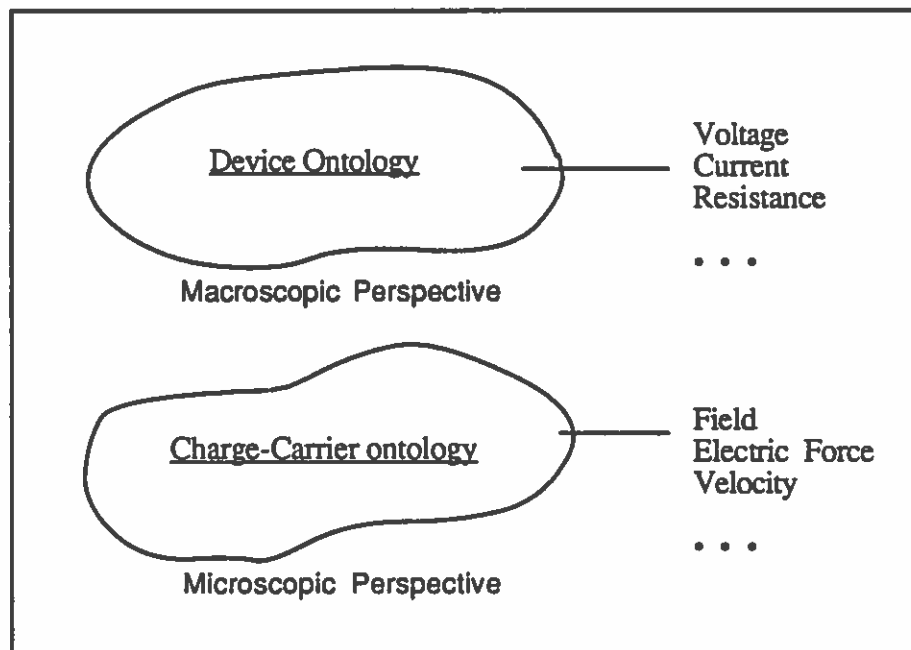 Device Ontology
Voltage
Current
Resistance
. . .
Macroscopic Perspective
Charge-Carrier ontology
Field
Electric Force
Velocity
. . .
Microscopic Perspective